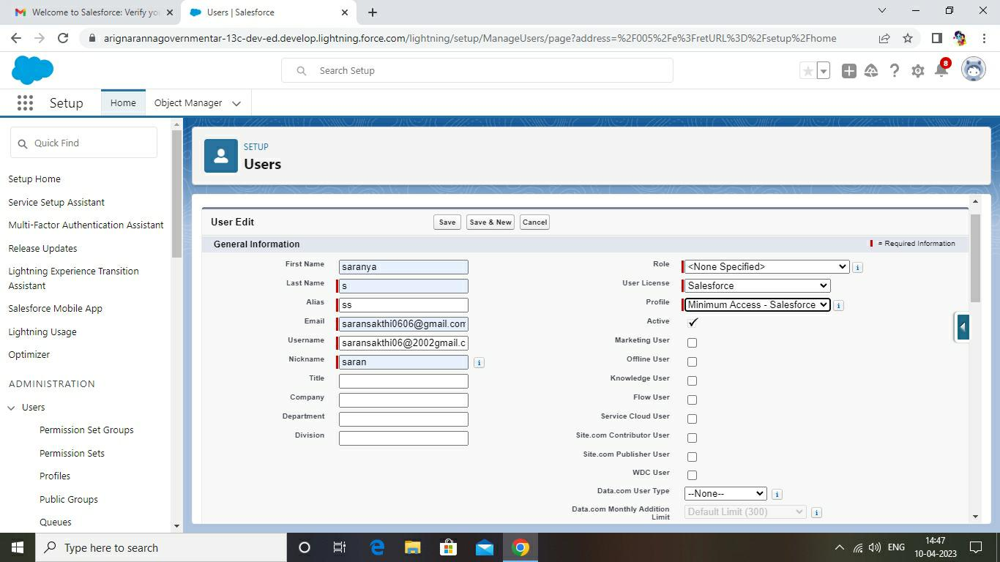 Welcome to Salesforce: Verify yo
Users | Salesforce
arignarannagovernmentar-13c-dev-ed.develop.lightning.force.com/lightning/setup/ManageUsers/page?address=%2F005%2Fe%3FretURL%3D%2Fsetup%2Fhome
Search Setup
8
Setup
Home
Object Manager
Quick Find
Setup Home
Service Setup Assistant
Multi-Factor Authentication Assistant
Release Updates
Lightning Experience Transition
Assistant
Salesforce Mobile App
Lightning Usage
Optimizer
ADMINISTRATION
Users
Permission Set Groups
Permission Sets
Profiles
Public Groups
Queues
SETUP
Users
User Edit
Save
Save & New
Cancel
General Information
= Required Information
First Name saranya
Last Name s
Alias ss
Email saransakthi0606@gmail.com
Username saransakthi06@2002gmail.c
Nickname saran
Title
Company
Department
Division
Role <None Specified>
User License Salesforce
Profile Minimum Access - Salesforce
Active
Marketing User
Offline User
Knowledge User
Flow User
Service Cloud User
Site.com Contributor User
Site.com Publisher User
WDC User
Data.com User Type --None--
Data.com Monthly Addition
Limit Default Limit (300)
Type here to search
ENG
14:47
10-04-2023